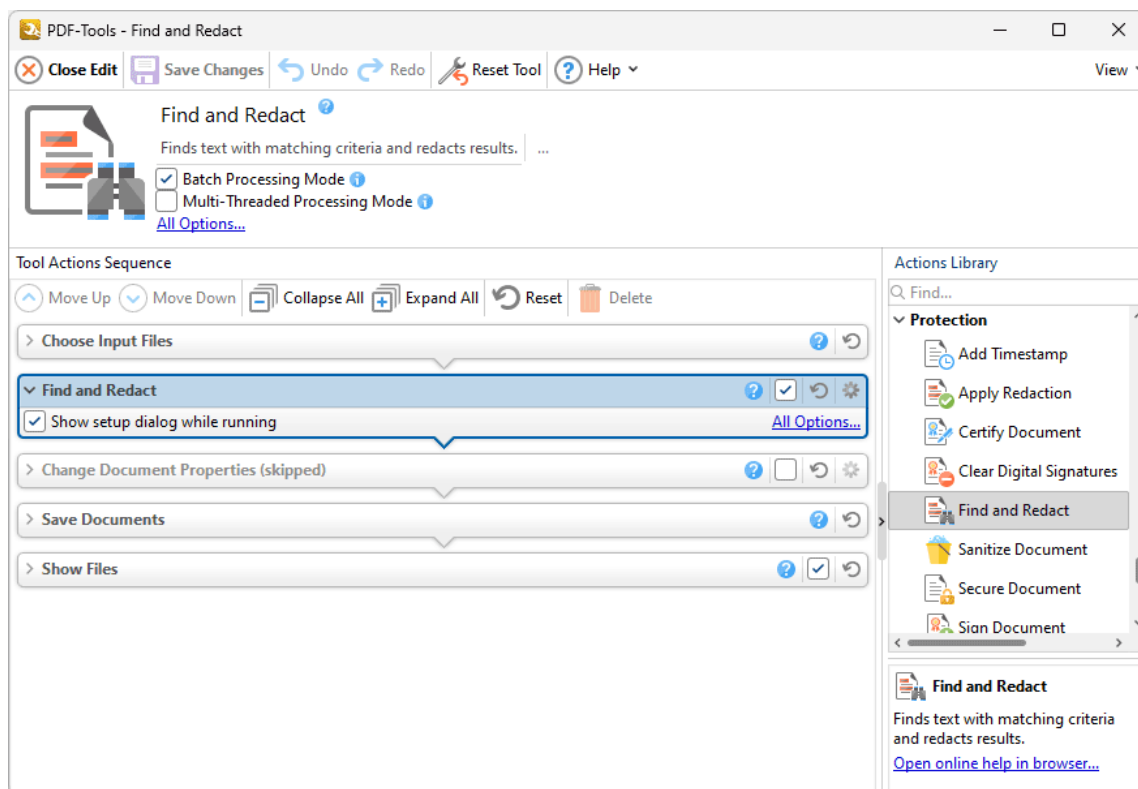 PDF-Tools - Find and Redact
Close Edit Save Changes Undo Redo Reset Tool ? Help View
Find and Redact ?
Finds text with matching criteria and redacts results. ...
Batch Processing Mode i
Multi-Threaded Processing Mode i
All Options...
Tool Actions Sequence
Move Up Move Down Collapse All Expand All Reset Delete
Choose Input Files ?
Find and Redact ?
Show setup dialog while running All Options...
Change Document Properties (skipped) ?
Save Documents ?
Show Files ?
Actions Library
Find...
Protection
Add Timestamp
Apply Redaction
Certify Document
Clear Digital Signatures
Find and Redact
Sanitize Document
Secure Document
Sign Document
Find and Redact
Finds text with matching criteria
and redacts results.
Open online help in browser...